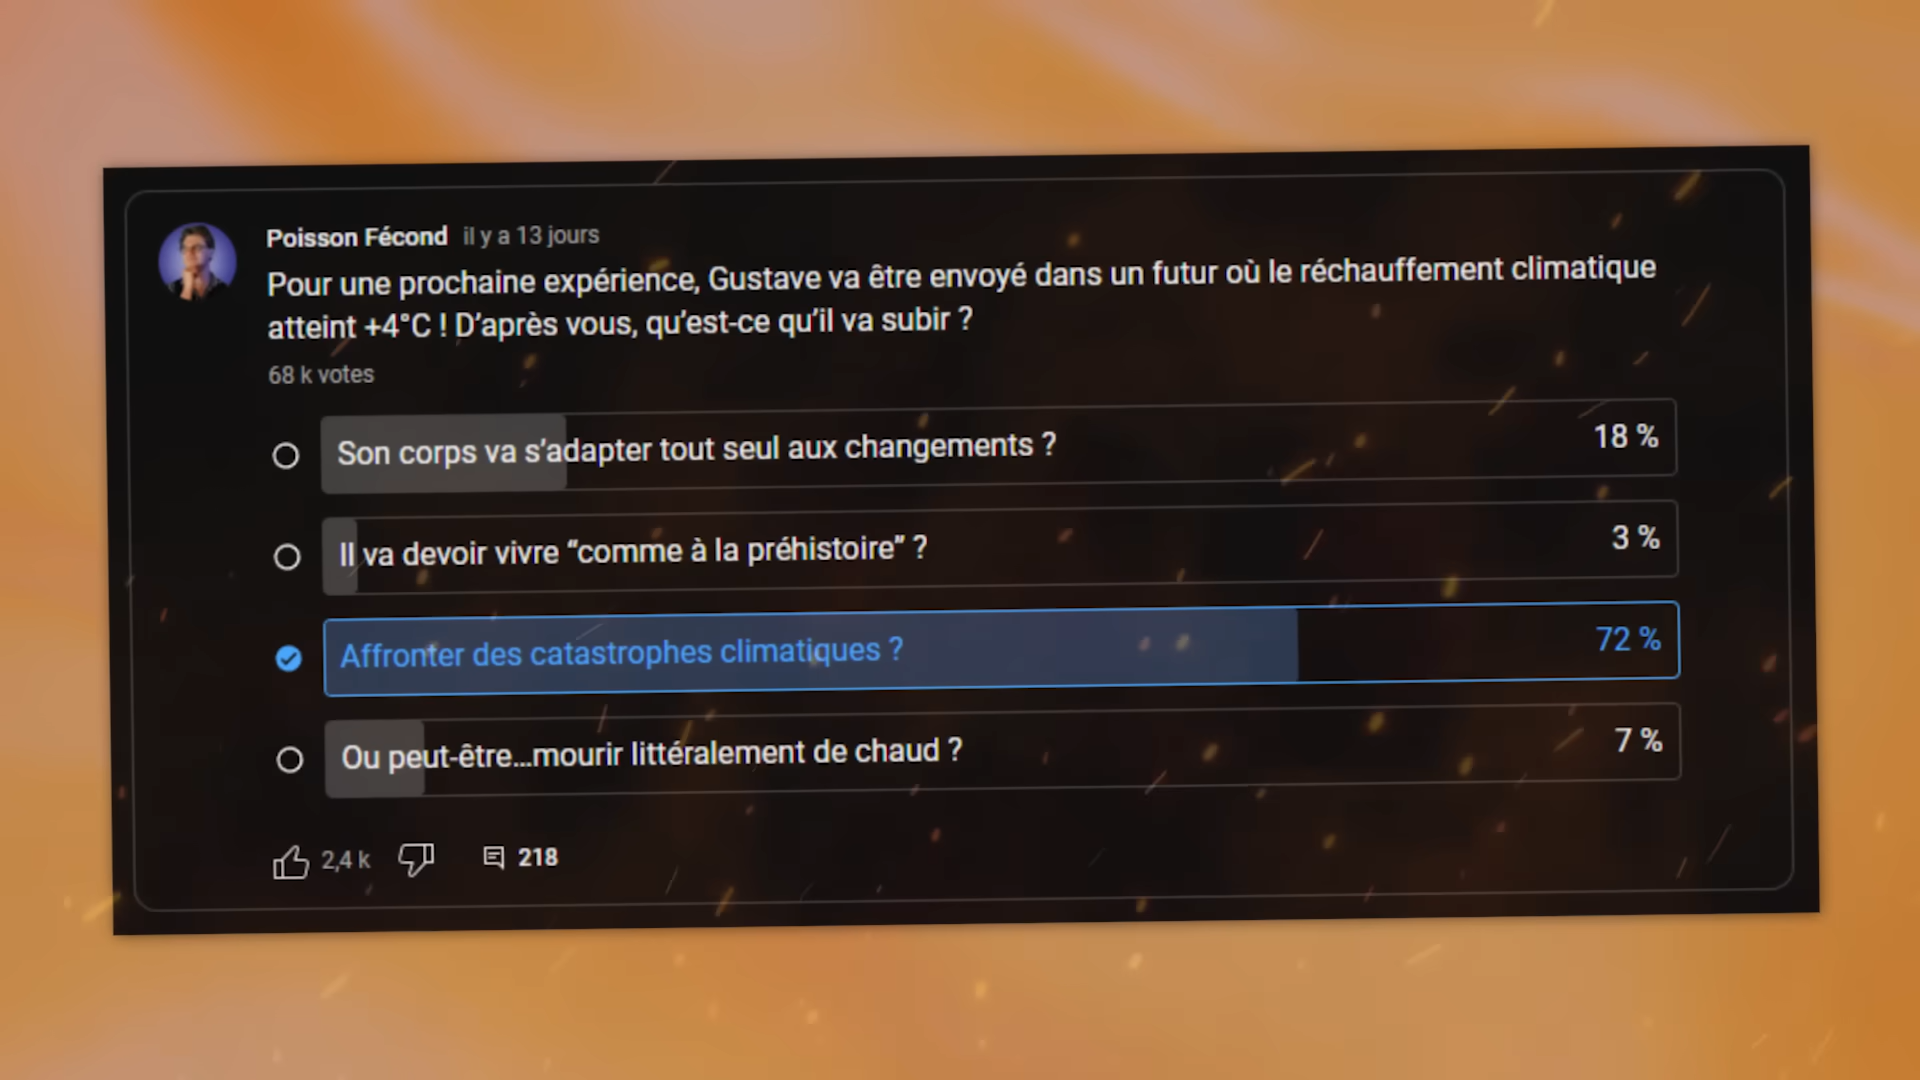 Poisson Fécond il y a 13 jours
Pour une prochaine expérience, Gustave va être envoyé dans un futur où le réchauffement climatique
atteint +4°C ! D’après vous, qu’est-ce qu’il va subir ?
68 k votes
Son corps va s’adapter tout seul aux changements ? 18 %
Il va devoir vivre “comme à la préhistoire” ? 3 %
Affronter des catastrophes climatiques ? 72 %
Ou peut-être...mourir littéralement de chaud ? 7 %
2,4 k 218